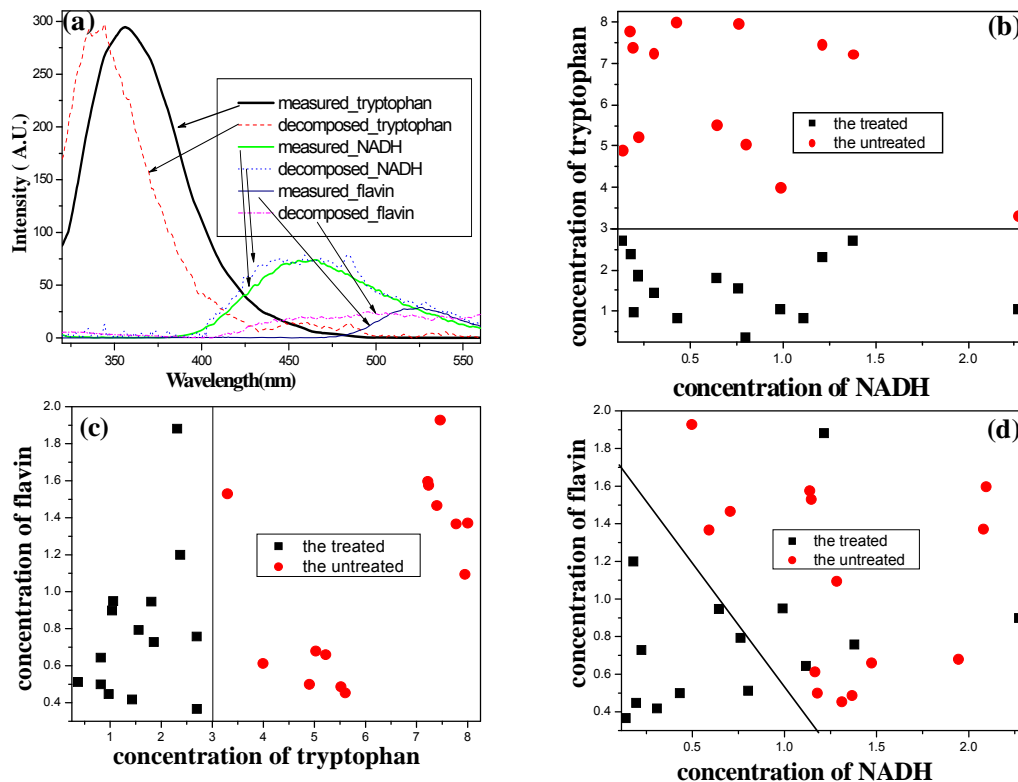 (a)
300
250
200
150
100
50
0
Intensity ( A.U.)
measured_tryptophan
decomposed_tryptophan
measured_NADH
decomposed_NADH
measured_flavin
decomposed_flavin
350 400 450 500 550
Wavelength(nm)
(b)
8
7
6
5
4
3
2
1
concentration of tryptophan
the treated
the untreated
0.5 1.0 1.5 2.0
concentration of NADH
(c)
2.0
1.8
1.6
1.4
1.2
1.0
0.8
0.6
0.4
concentration of flavin
the treated
the untreated
1 2 3 4 5 6 7 8
concentration of tryptophan
(d)
2.0
1.8
1.6
1.4
1.2
1.0
0.8
0.6
0.4
concentration of flavin
the treated
the untreated
0.5 1.0 1.5 2.0
concentration of NADH